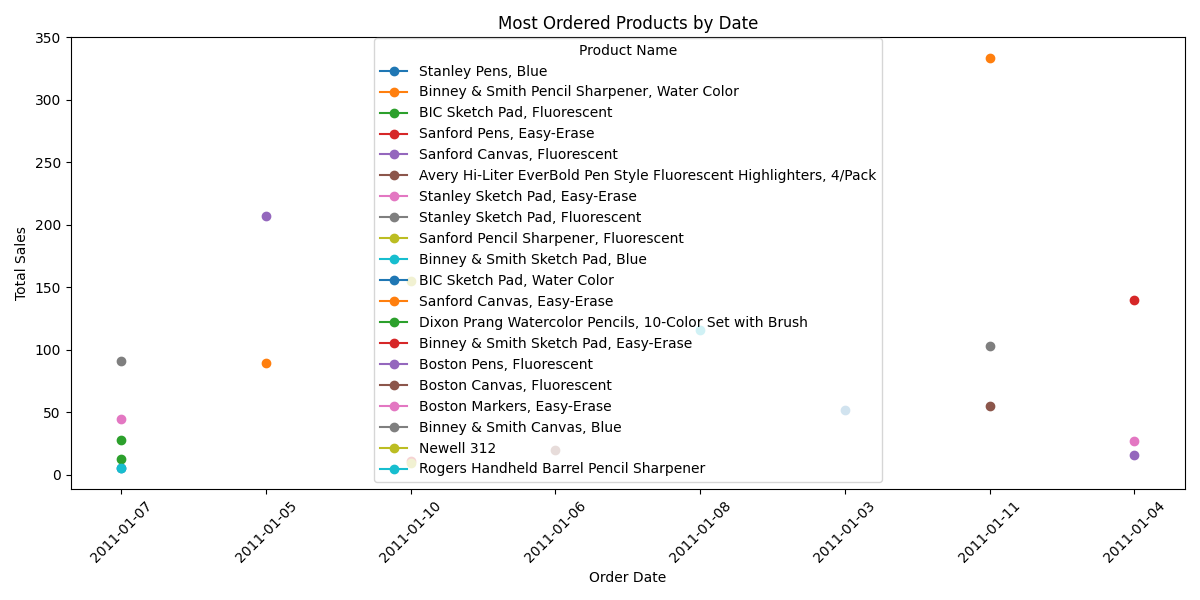 Most Ordered Products by Date
Total Sales
350
300
250
200
150
100
50
0
Product Name
Stanley Pens, Blue
Binney & Smith Pencil Sharpener, Water Color
BIC Sketch Pad, Fluorescent
Sanford Pens, Easy-Erase
Sanford Canvas, Fluorescent
Avery Hi-Liter EverBold Pen Style Fluorescent Highlighters, 4/Pack
Stanley Sketch Pad, Easy-Erase
Stanley Sketch Pad, Fluorescent
Sanford Pencil Sharpener, Fluorescent
Binney & Smith Sketch Pad, Blue
BIC Sketch Pad, Water Color
Sanford Canvas, Easy-Erase
Dixon Prang Watercolor Pencils, 10-Color Set with Brush
Binney & Smith Sketch Pad, Easy-Erase
Boston Pens, Fluorescent
Boston Canvas, Fluorescent
Boston Markers, Easy-Erase
Binney & Smith Canvas, Blue
Newell 312
Rogers Handheld Barrel Pencil Sharpener
2011-01-07
2011-01-05
2011-01-10
2011-01-06
2011-01-08
2011-01-03
2011-01-11
2011-01-04
Order Date